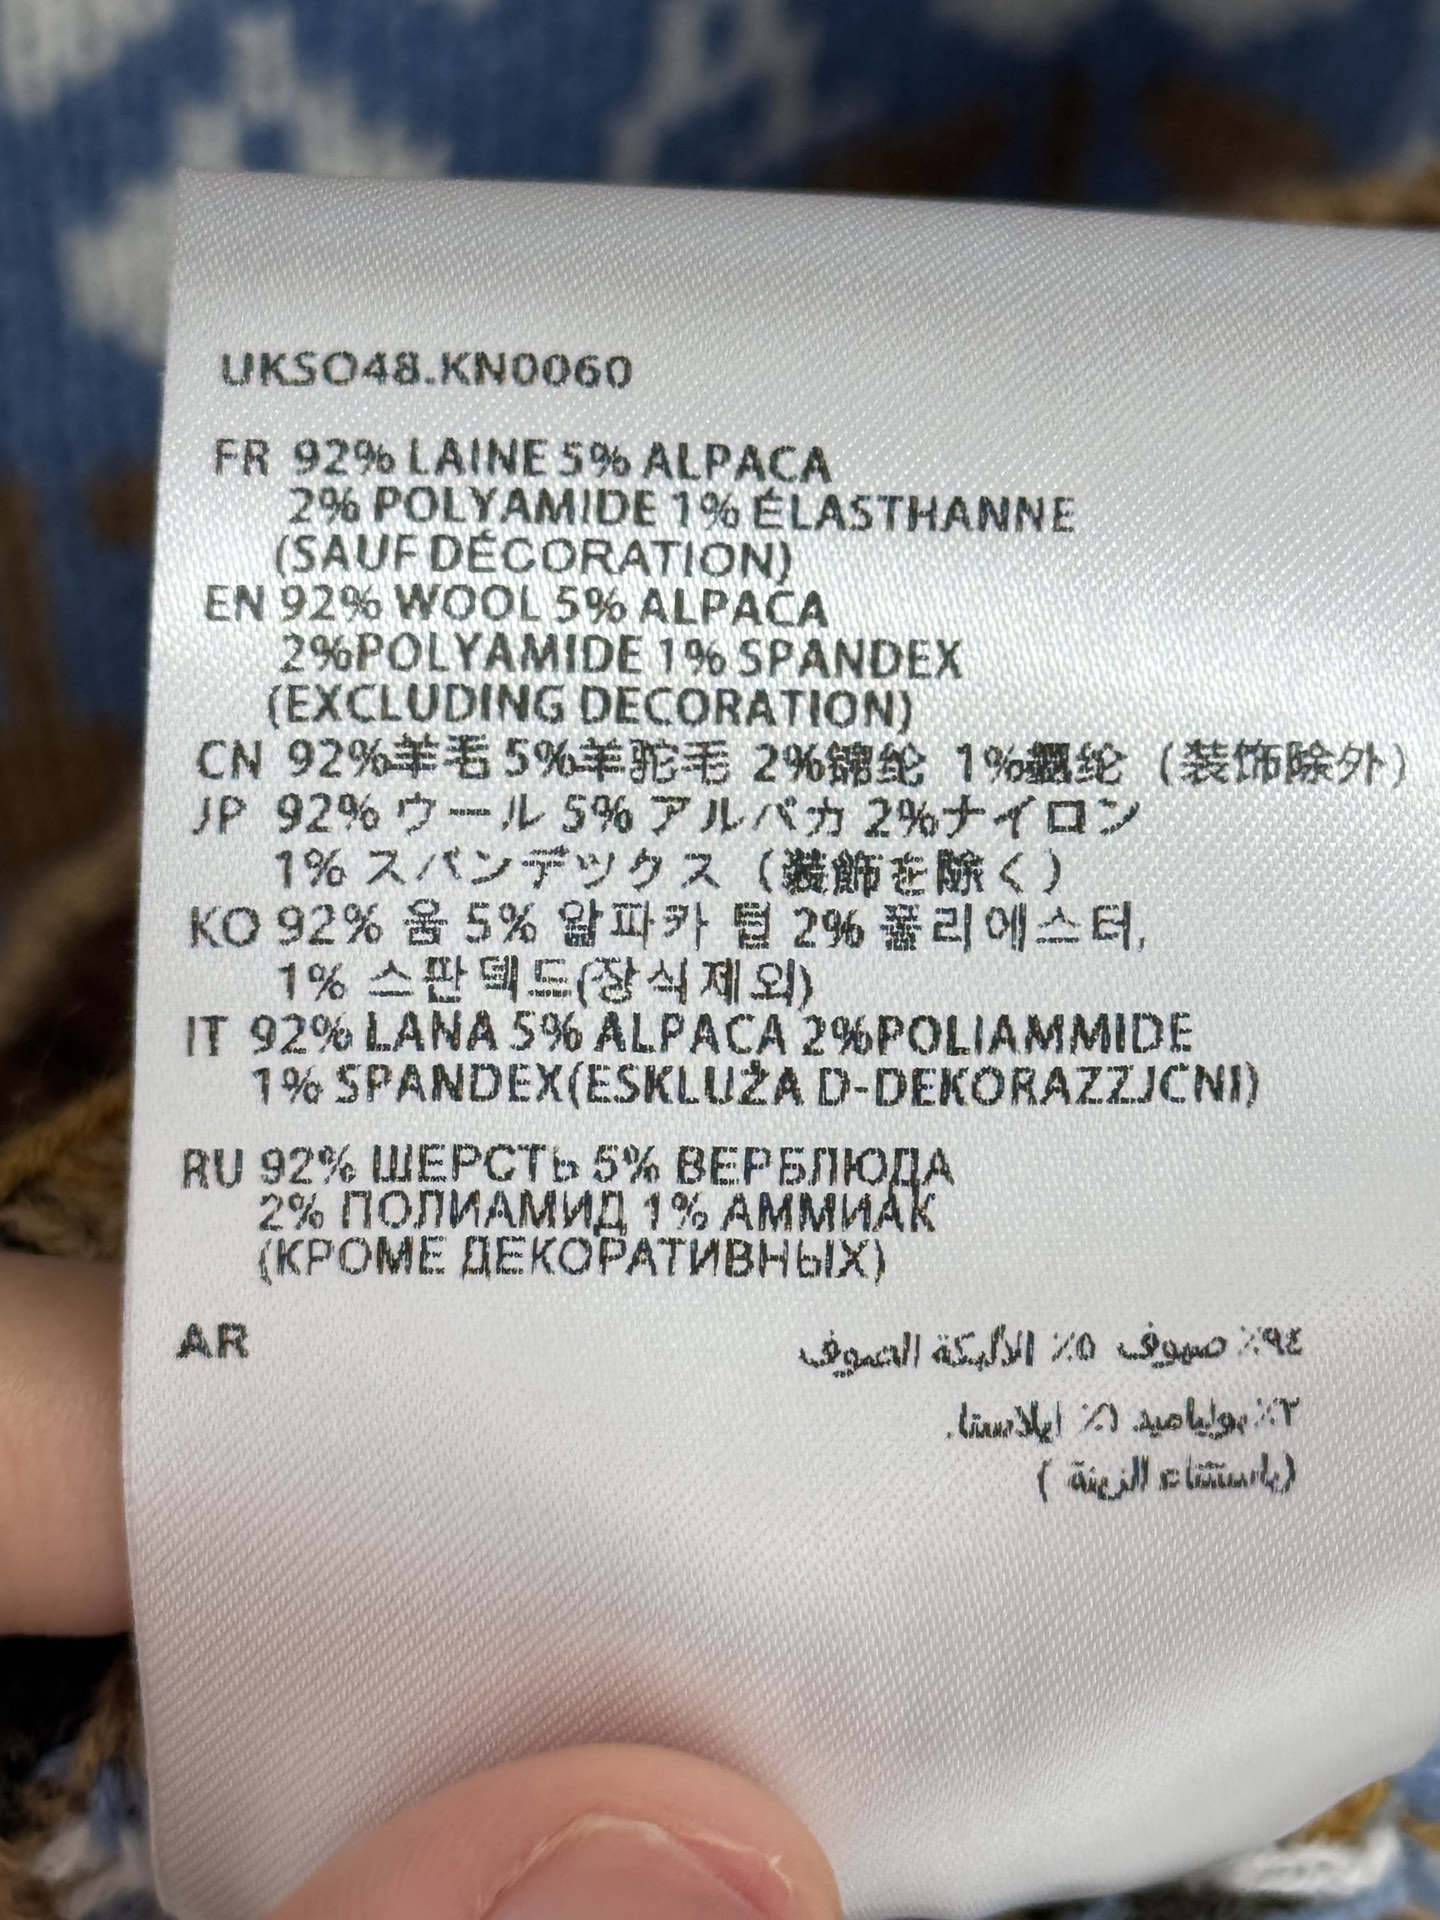 UKSO48.KN0060
FR 92% LAINE 5% ALPACA
2% POLYAMIDE 1% ÉLASTHANNE
(SAUF DÉCORATION)
EN 92% WOOL 5% ALPACA
2%POLYAMIDE 1% SPANDEX
(EXCLUDING DECORATION)
CN 92%羊毛 5%羊驼毛 2%锦纶 1%氨纶（装饰除外）
JP 92% ウール 5% アルパカ 2%ナイロン
1% スパンデックス（装飾を除く）
KO 92% 움 5% 알파카 털 2% 폴리에스터,
1% 스판덱드(장식제외)
IT 92% LANA 5% ALPACA 2%POLIAMMIDE
1% SPANDEX(ESKLUŻA D-DEKORAZZJCNI)
RU 92% ШЕРСТЬ 5% ВЕРБЛЮДА
2% ПОЛИАМИД 1% АММИАК
(КРОМЕ ДЕКОРАТИВНЫХ)
AR
صوف ٥٪ الألبكة الصوف
٢٪ بولياميد ١٪ ايلاستا.
(باستثناء الزينة )